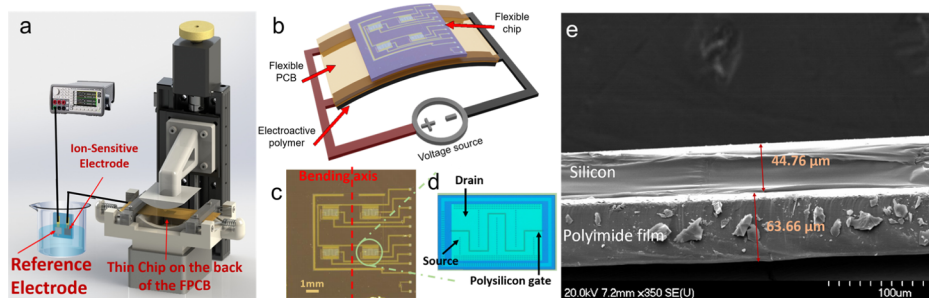 a
Ion-Sensitive
Electrode
Reference
Electrode
Thin Chip on the back
of the FPCB
b
Flexible
chip
Flexible
PCB
Electroactive
polymer
Voltage source
c
Bending axis
1mm
d
Drain
Source
Polysilicon gate
e
44.76 μm
Silicon
63.66 μm
Polyimide film
20.0kV 7.2mm x350 SE(U)
100um